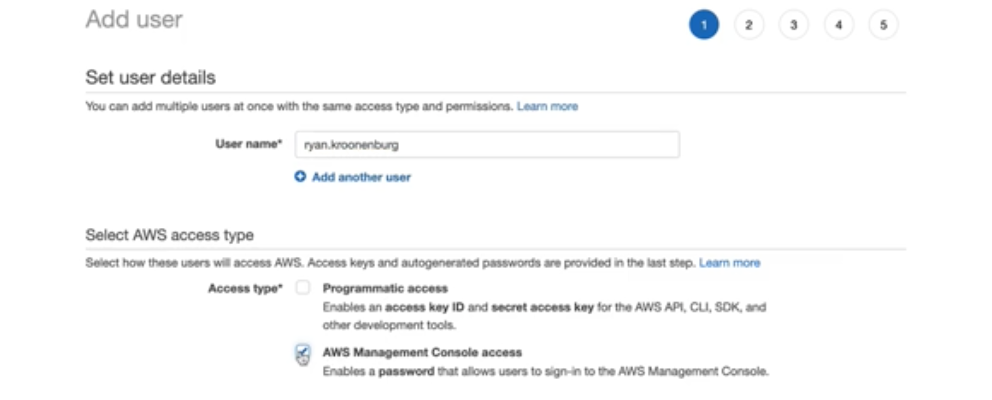 Add user
1 2 3 4 5
Set user details
You can add multiple users at once with the same access type and permissions. Learn more
User name* ryan.kroonenburg
Add another user
Select AWS access type
Select how these users will access AWS. Access keys and autogenerated passwords are provided in the last step. Learn more
Access type* Programmatic access
Enables an access key ID and secret access key for the AWS API, CLI, SDK, and
other development tools.
AWS Management Console access
Enables a password that allows users to sign-in to the AWS Management Console.